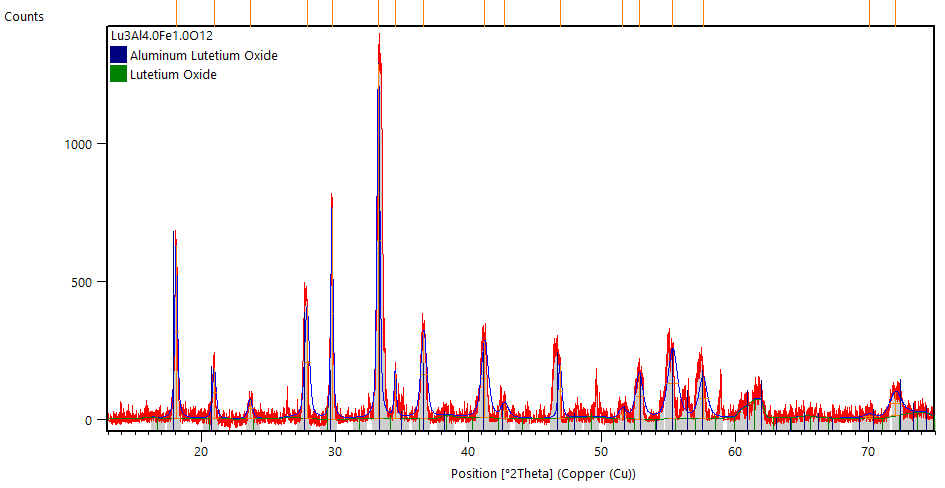 Counts
Lu3Al4.0Fe1.0O12
Aluminum Lutetium Oxide
Lutetium Oxide
1000
500
0
20 30 40 50 60 70
Position [°2Theta] (Copper (Cu))